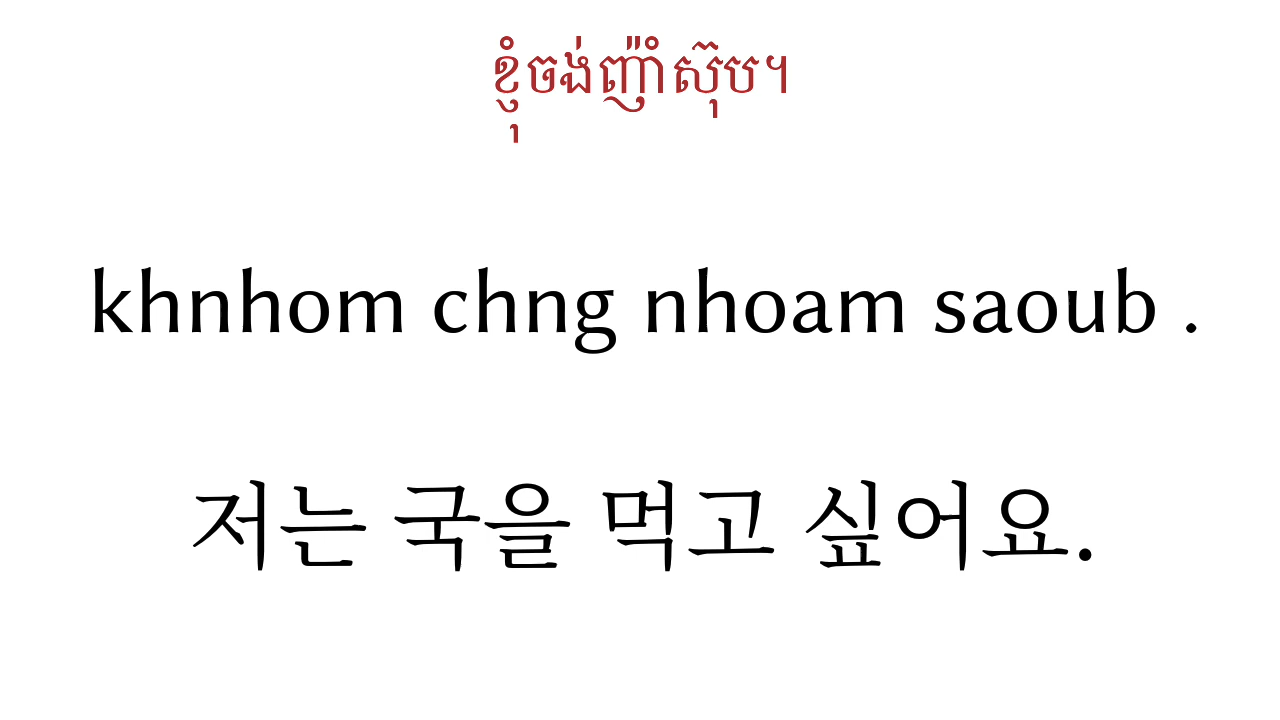 ខ្ញុំចង់ញ៉ាំស៊ុប។
khnhom chng nhoam saoub .
저는 국을 먹고 싶어요.